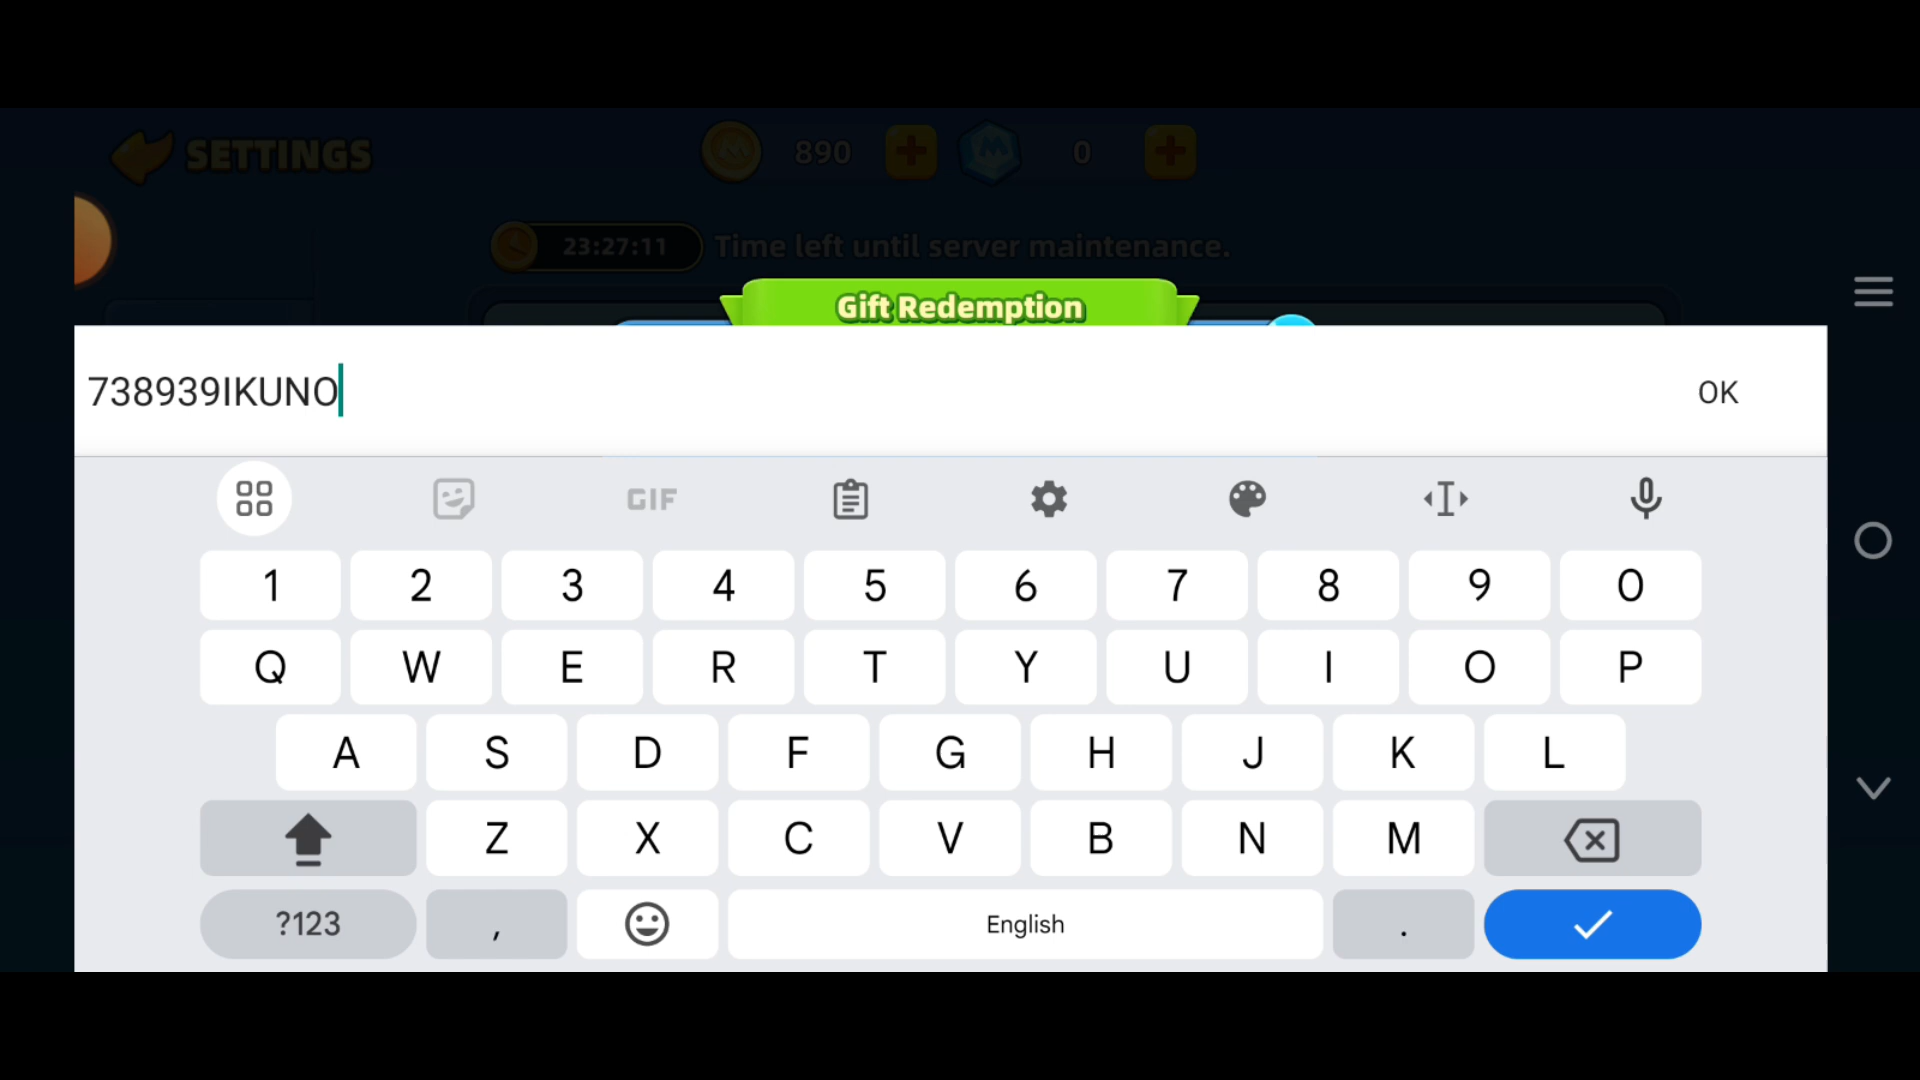 SETTINGS
890
0
23:27:11 Time left until server maintenance.
Gift Redemption
738939IKUNO
OK
GIF
1 2 3 4 5 6 7 8 9 0
Q W E R T Y U I O P
A S D F G H J K L
Z X C V B N M
?123 , English .